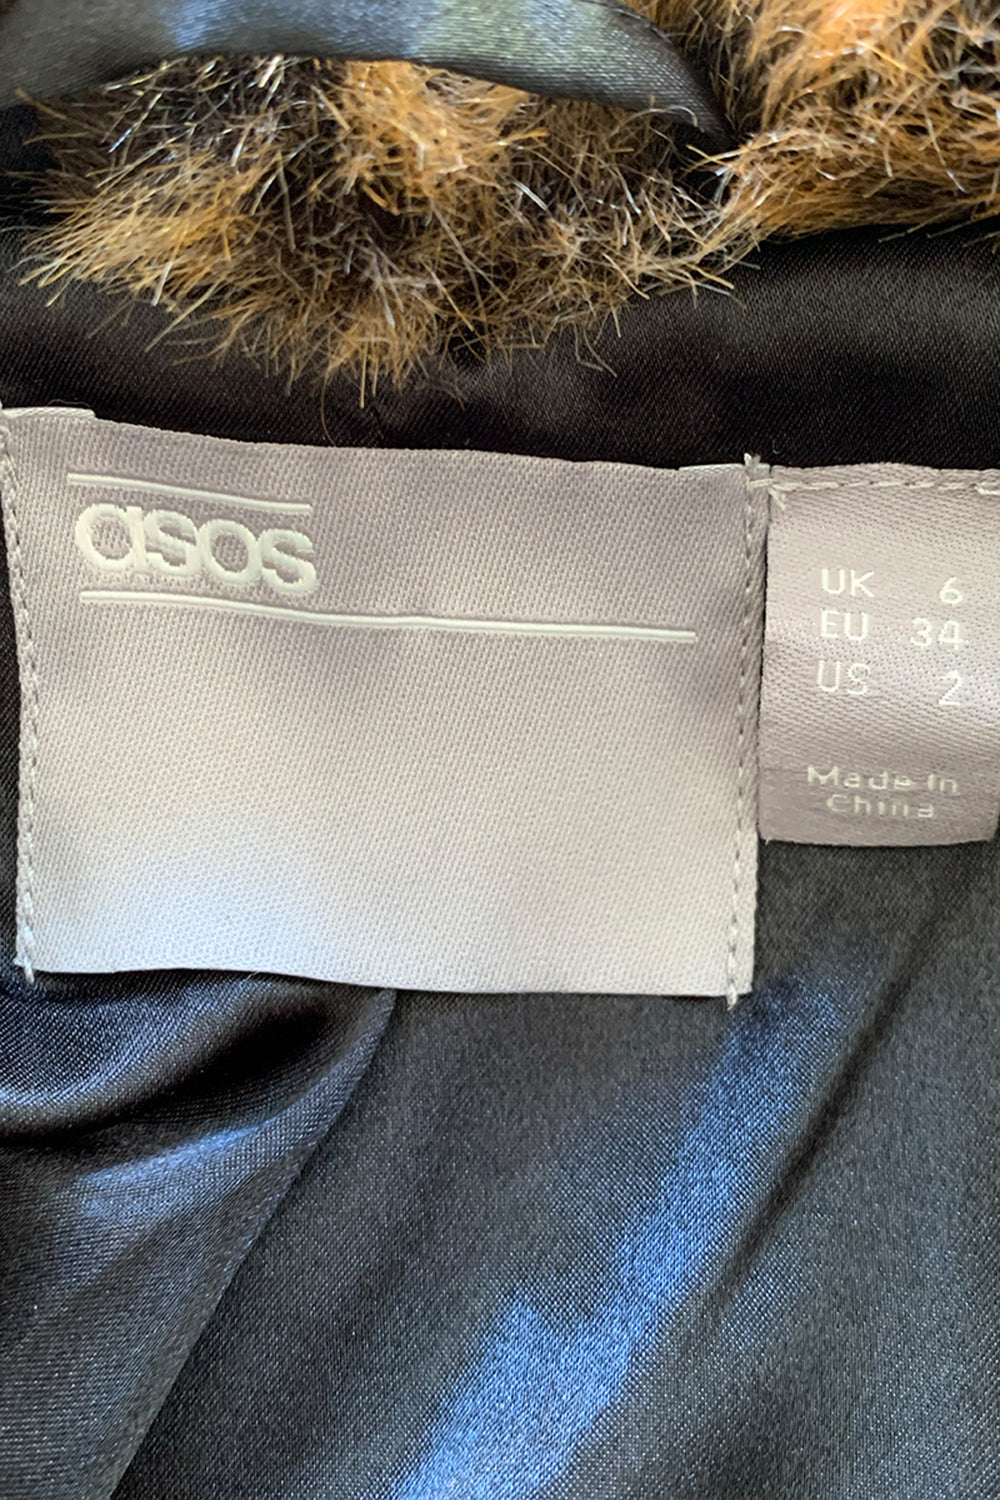 asos
UK 6
EU 34
US 2
Made in
China